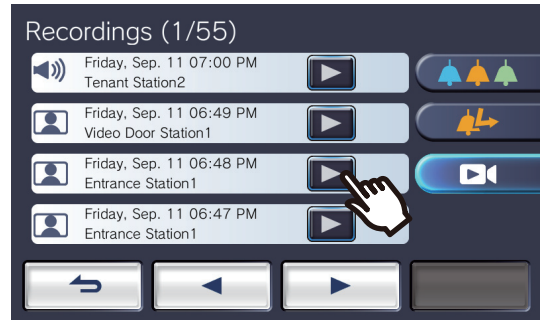 Recordings (1/55)
Friday, Sep. 11 07:00 PM
Tenant Station2
Friday, Sep. 11 06:49 PM
Video Door Station1
Friday, Sep. 11 06:48 PM
Entrance Station1
Friday, Sep. 11 06:47 PM
Entrance Station1